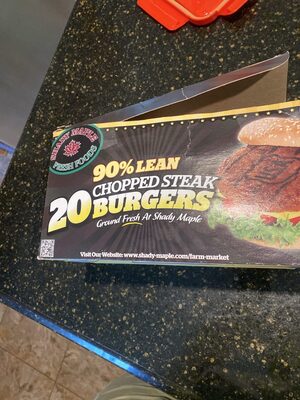 SHADY MAPLE
FRESH FOODS
90% LEAN
CHOPPED STEAK
20 BURGERS
Ground Fresh At Shady Maple
Visit Our Website: www.shady-maple.com/farm-market